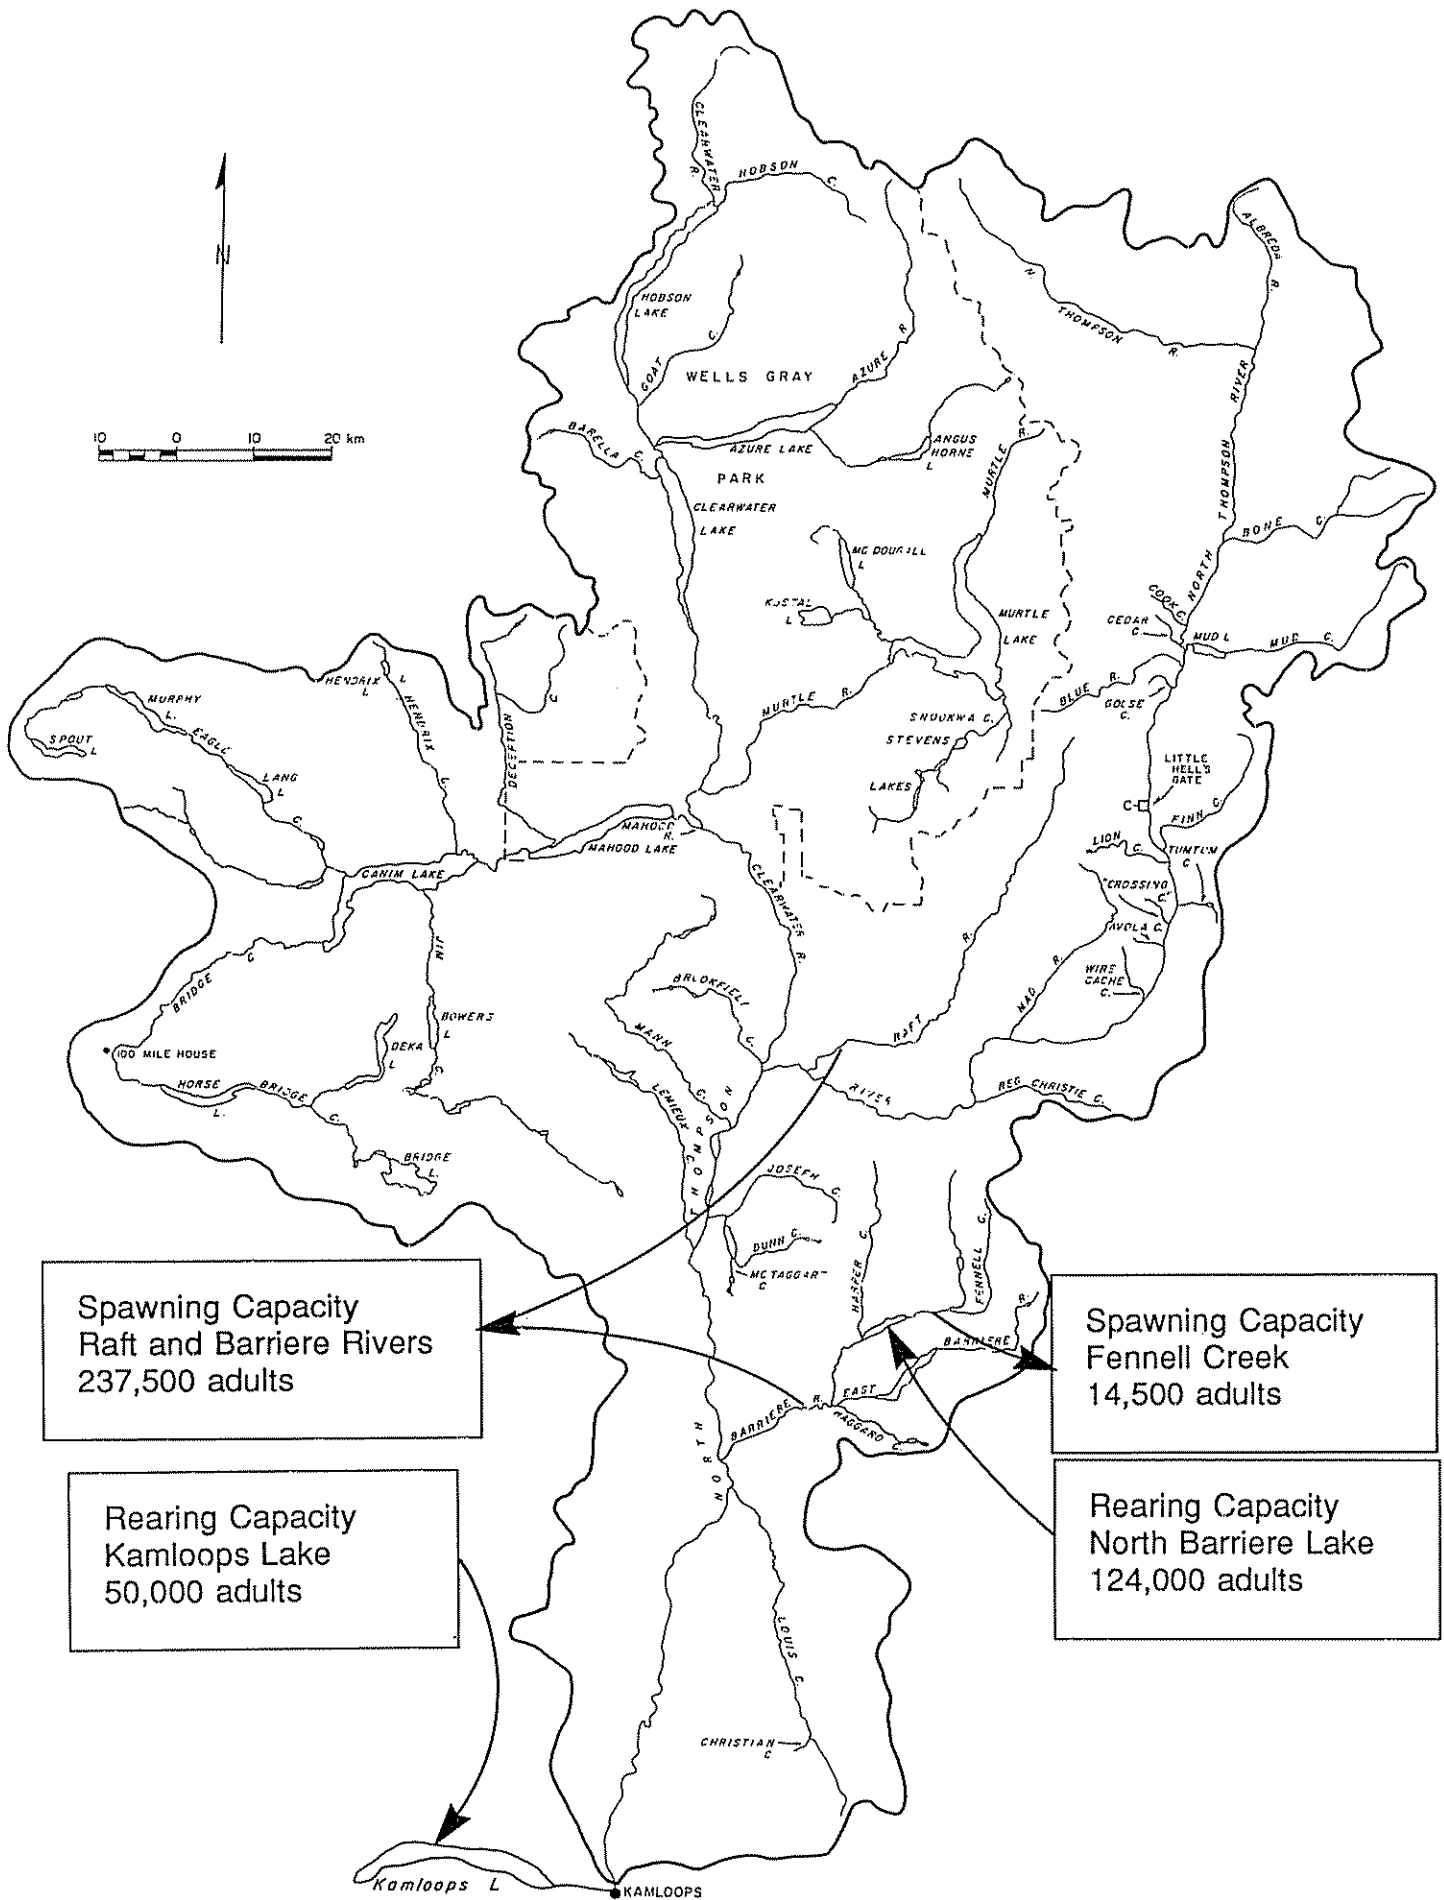 CLEARWATER
R.
HOBSON C.
ALBREDA R.
N
HOBSON
LAKE
N. THOMPSON R.
GOAT C.
WELLS GRAY
AZURE R
RIVER
10 0 10 20 km
BARELLA C.
AZURE LAKE
ANGUS
HORNE
L
MURTLE R.
PARK
CLEARWATER
LAKE
THOMPSON
BONE C.
L
NORTH
COOK C.
KOSTAL
L
MURTLE
LAKE
CEDAR
C
MUD L
MUD C.
HENDRIX
L
HENDRIX L.
MURPHY
L.
MURTLE R.
BLUE R.
GOOSE
C.
SPOUT
L
EAGLE
DECEPTION
C
SNOOKWA C.
STEVENS
LAKES
LANG
L
C.
LITTLE
HELL'S
GATE
FINN C.
MAHOOD
R.
MAHOOD LAKE
LION C.
TUMTUM
C
CANIM LAKE
CLEARWATER R.
"CROSSING"
C
AVOLA C.
JIM
BOWERS
L
C.
BRIDGE C
R.
MAD R.
WIRE
CACHE
C.
BROOKFIELD C.
100 MILE HOUSE
DEKA
L
MANN C.
RAFT
HORSE
L.
BRIDGE C.
LEMIEUX C.
RIVER
REG CHRISTIE C.
THOMPSON
BRIDGE
L.
JOSEPH C.
DUNN C.
MCTAGGART
C
HARPER C.
FENNELL C.
Spawning Capacity
Raft and Barriere Rivers
237,500 adults
R.
BARRIERE
Spawning Capacity
Fennell Creek
14,500 adults
EAST
BARRIERE R.
HAGGARD C.
NORTH
Rearing Capacity
Kamloops Lake
50,000 adults
Rearing Capacity
North Barriere Lake
124,000 adults
LOUIS C.
CHRISTIAN
C
Kamloops L
KAMLOOPS